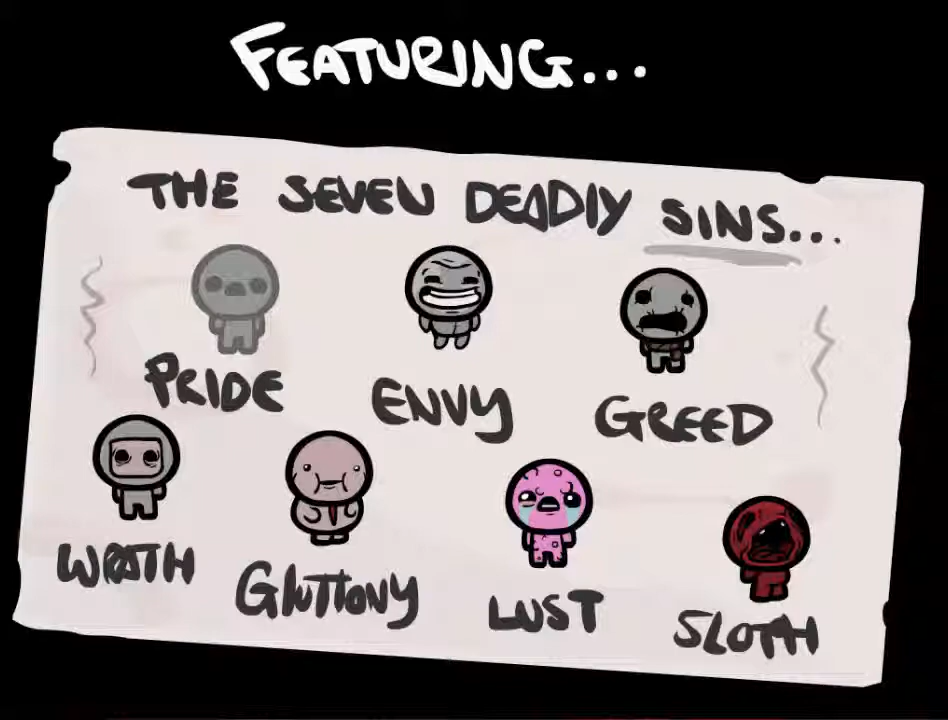 FEATURING...
THE SEVEN DEADLY SINS...
PRIDE ENVY GREED
WRATH GLuTTONy LUST SLOTH